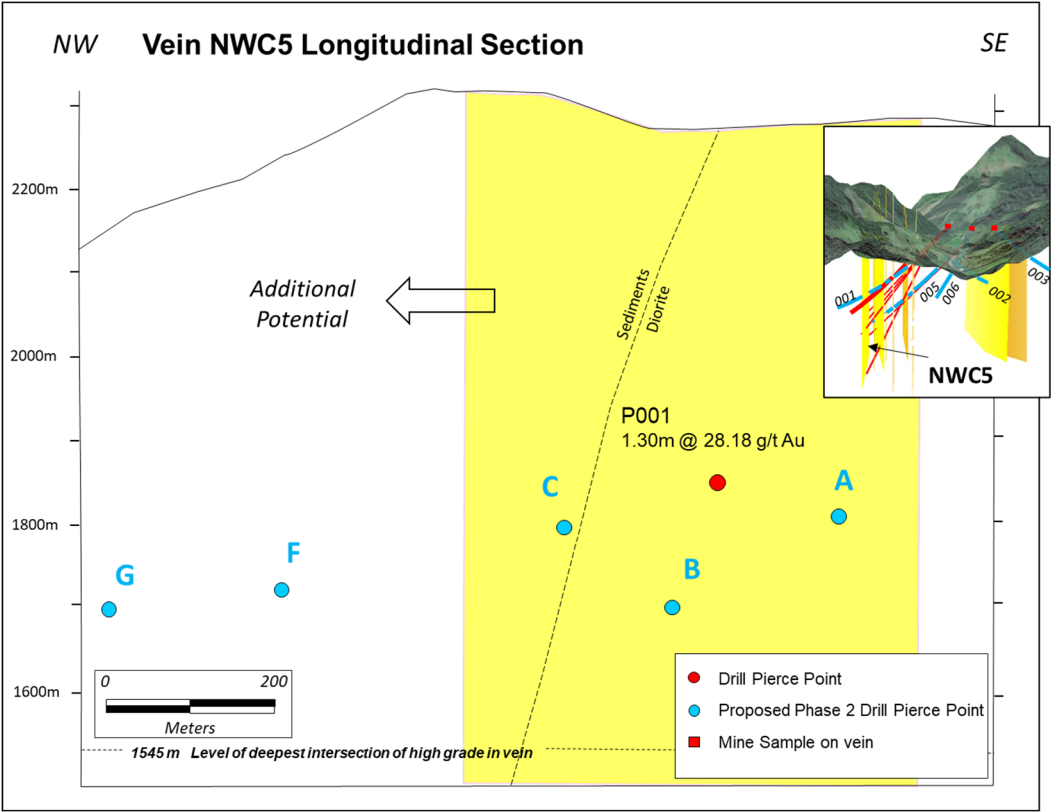 NW
Vein NWC5 Longitudinal Section
SE
2200m
2000m
1800m
1600m
Additional
Potential
Sediments
Diorite
001
005
006
002
003
NWC5
P001
1.30m @ 28.18 g/t Au
C
A
B
F
G
0 200
Meters
Drill Pierce Point
Proposed Phase 2 Drill Pierce Point
Mine Sample on vein
1545 m Level of deepest intersection of high grade in vein